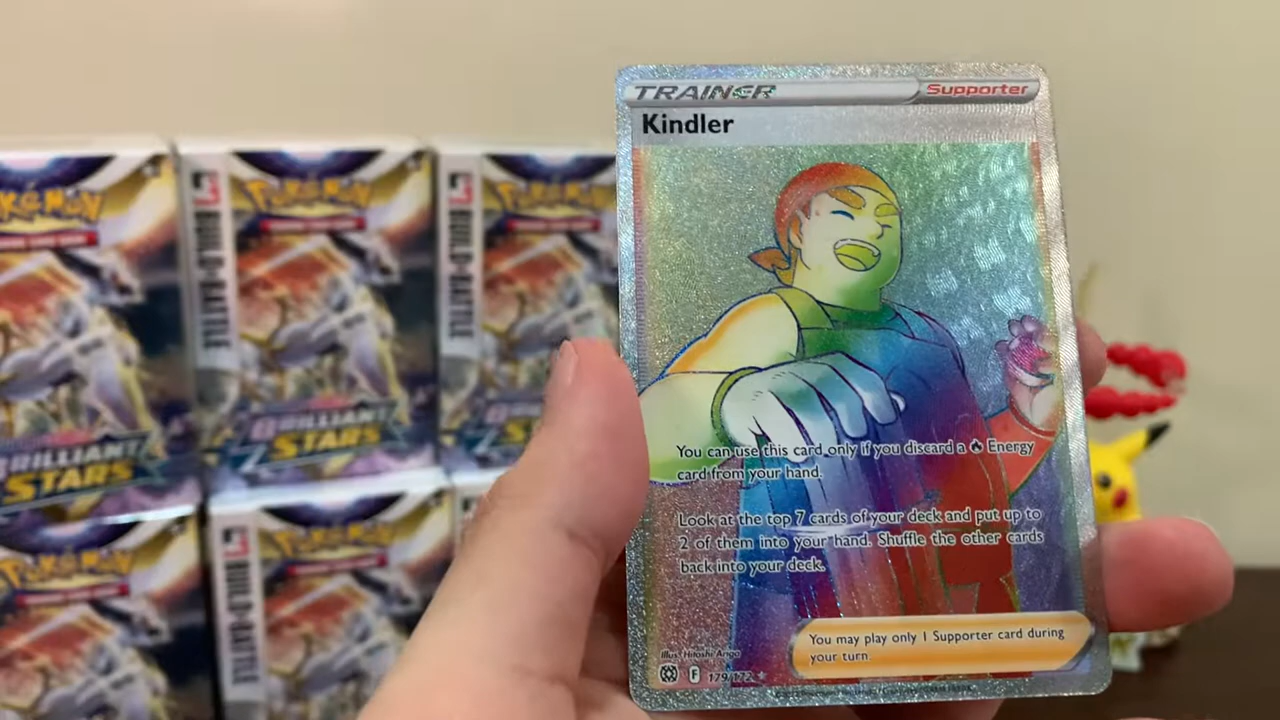 TRAINER
Supporter
Kindler
You can use this card only if you discard a Energy
card from your hand.
Look at the top 7 cards of your deck and put up to
2 of them into your hand. Shuffle the other cards
back into your deck.
You may play only 1 Supporter card during
your turn.
Illus. Hitoshi Ariga
F
179/172
POKÉMON
BRILLIANT
STARS
POKÉMON
BUILD & BATTLE
BRILLIANT
STARS
POKÉMON
BUILD & BATTLE
POKÉMON
POKÉMON
BUILD & BATTLE